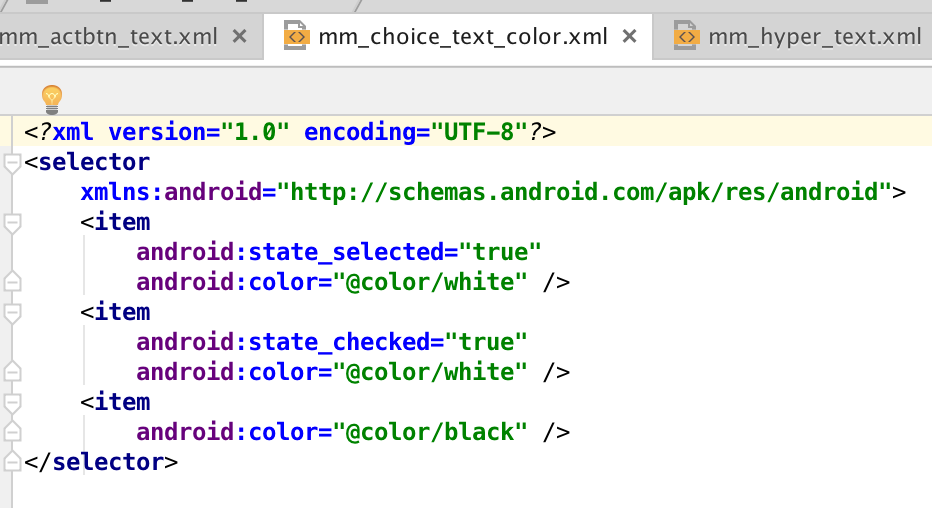 mm_actbtn_text.xml
mm_choice_text_color.xml
mm_hyper_text.xml
<?xml version="1.0" encoding="UTF-8"?>
<selector
    xmlns:android="http://schemas.android.com/apk/res/android">
    <item
        android:state_selected="true"
        android:color="@color/white" />
    <item
        android:state_checked="true"
        android:color="@color/white" />
    <item
        android:color="@color/black" />
</selector>